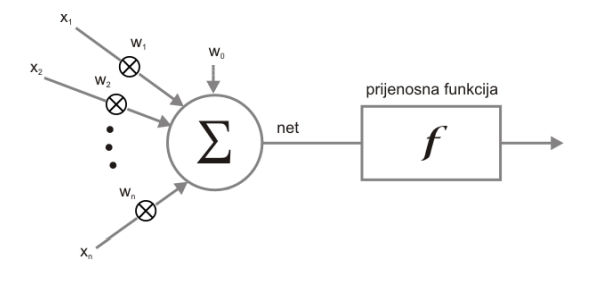 x₁
w₁
x₂
w₂
w₀
prijenosna funkcija
Σ
net
f
wₙ
xₙ